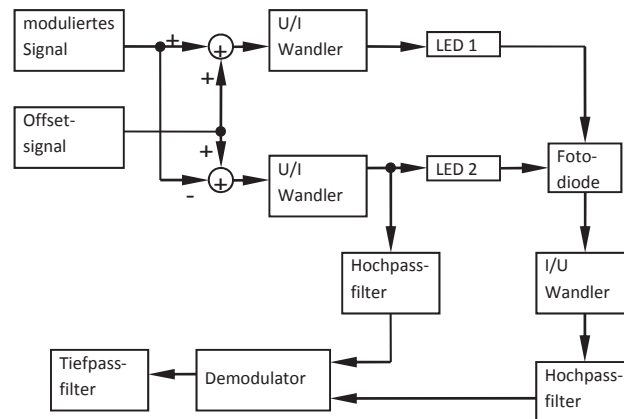 moduliertes
Signal
+
+
U/I
Wandler
LED 1
+
Offset-
signal
+
-
+
U/I
Wandler
LED 2
Foto-
diode
Hochpass-
filter
I/U
Wandler
Tiefpass-
filter
Demodulator
Hochpass-
filter